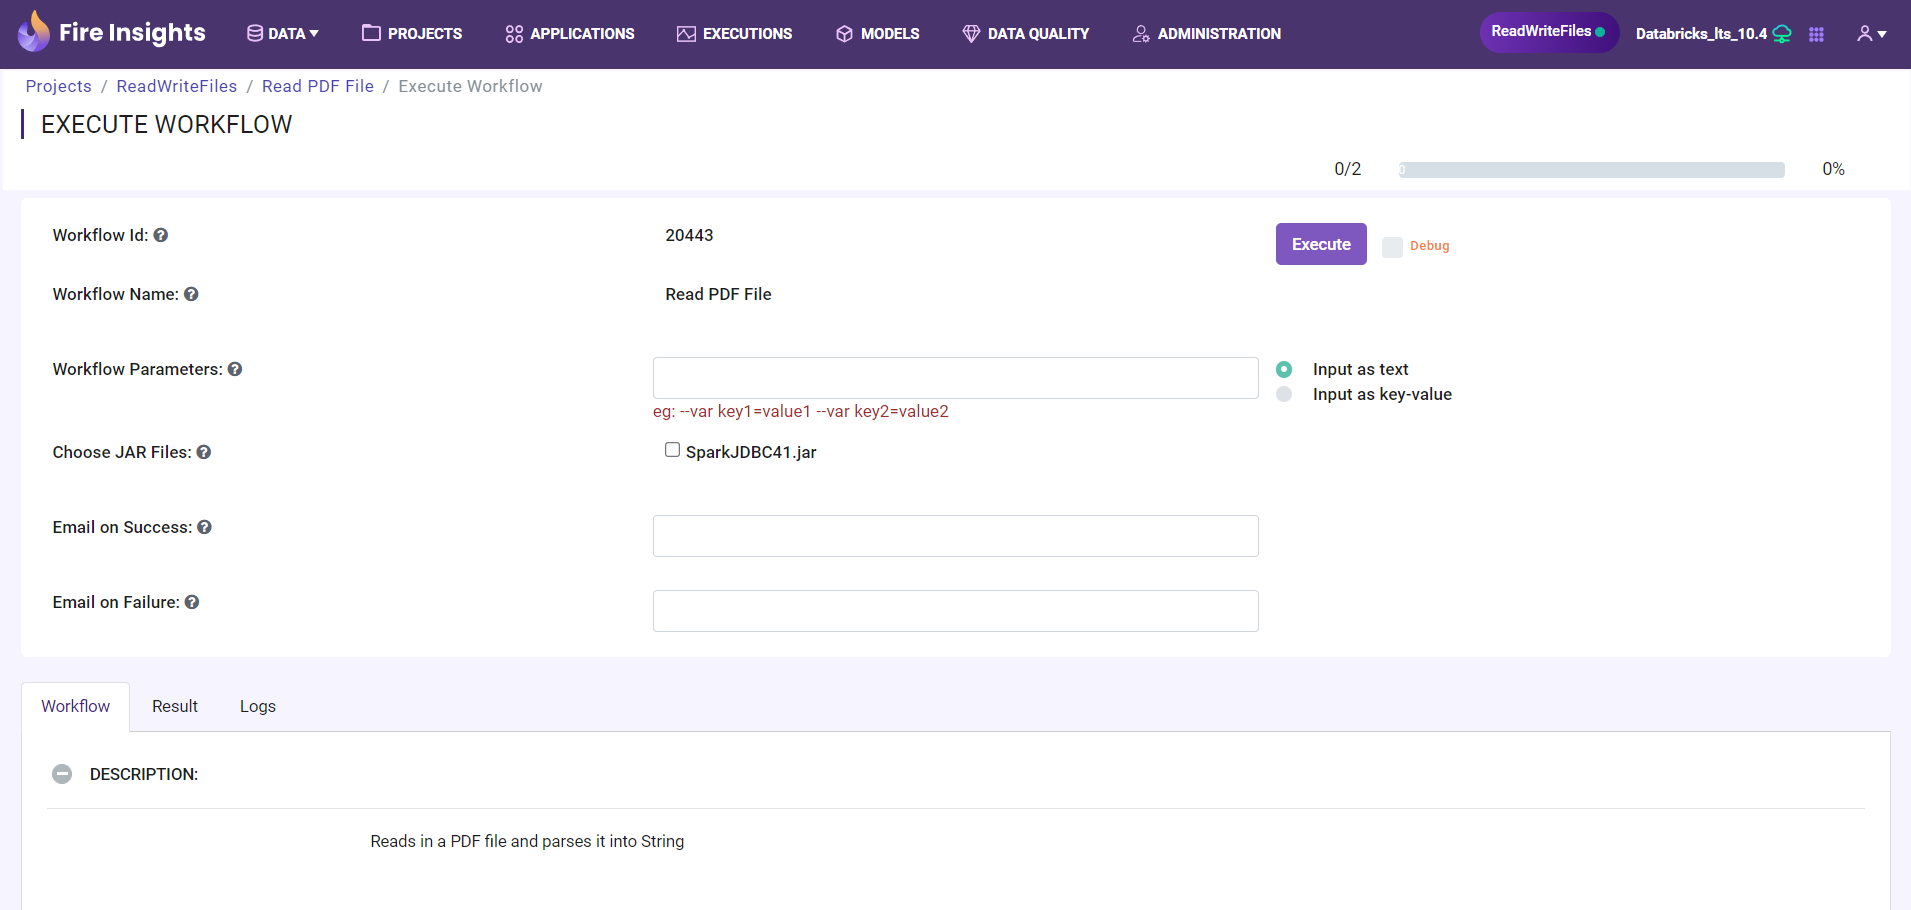 Fire Insights DATA PROJECTS APPLICATIONS EXECUTIONS MODELS DATA QUALITY ADMINISTRATION ReadWriteFiles Databricks_lts_10.4
Projects / ReadWriteFiles / Read PDF File / Execute Workflow
EXECUTE WORKFLOW
0/2 0 0%
Workflow Id: 20443 Execute Debug
Workflow Name: Read PDF File
Workflow Parameters: Input as text
Input as key-value
eg: --var key1=value1 --var key2=value2
Choose JAR Files: SparkJDBC41.jar
Email on Success:
Email on Failure:
Workflow Result Logs
DESCRIPTION:
Reads in a PDF file and parses it into String